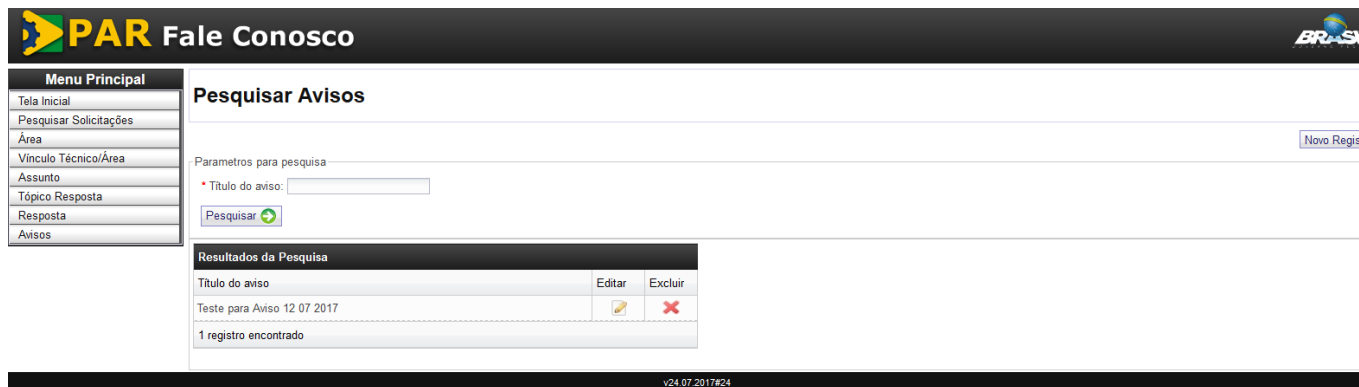 PAR Fale Conosco
BRAS
Menu Principal
Tela Inicial
Pesquisar Solicitações
Área
Vínculo Técnico/Área
Assunto
Tópico Resposta
Resposta
Avisos
Pesquisar Avisos
Novo Regis
Parametros para pesquisa
* Título do aviso:
Pesquisar
Resultados da Pesquisa
Título do aviso Editar Excluir
Teste para Aviso 12 07 2017
1 registro encontrado
v24.07.2017#24